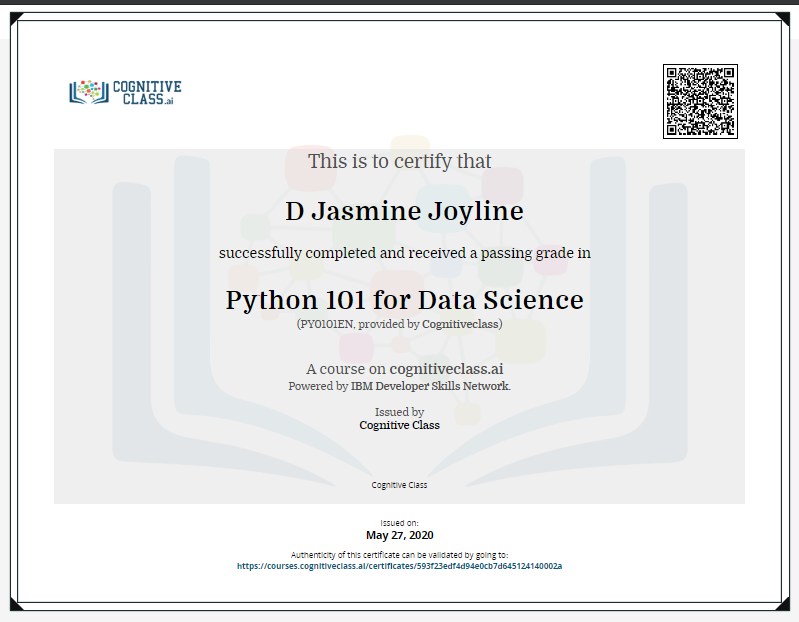 COGNITIVE
CLASS.ai
This is to certify that
D Jasmine Joyline
successfully completed and received a passing grade in
Python 101 for Data Science
(PY0101EN, provided by Cognitiveclass)
A course on cognitiveclass.ai
Powered by IBM Developer Skills Network.
Issued by
Cognitive Class
Cognitive Class
Issued on:
May 27, 2020
Authenticity of this certificate can be validated by going to:
https://courses.cognitiveclass.ai/certificates/593f23edf4d94e0cb7d645124140002a